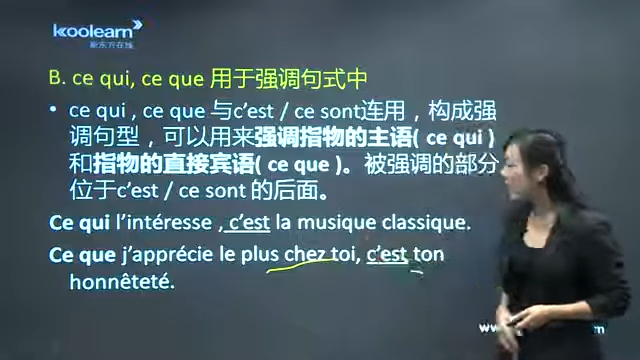 koolearn
新东方在线
B. ce qui, ce que 用于强调句式中
• ce qui , ce que 与c’est / ce sont连用，构成强
调句型，可以用来强调指物的主语( ce qui )
和指物的直接宾语( ce que )。被强调的部分
位于c’est / ce sont 的后面。
Ce qui l’intéresse , c’est la musique classique.
Ce que j’apprécie le plus chez toi, c’est ton
honnêteté.